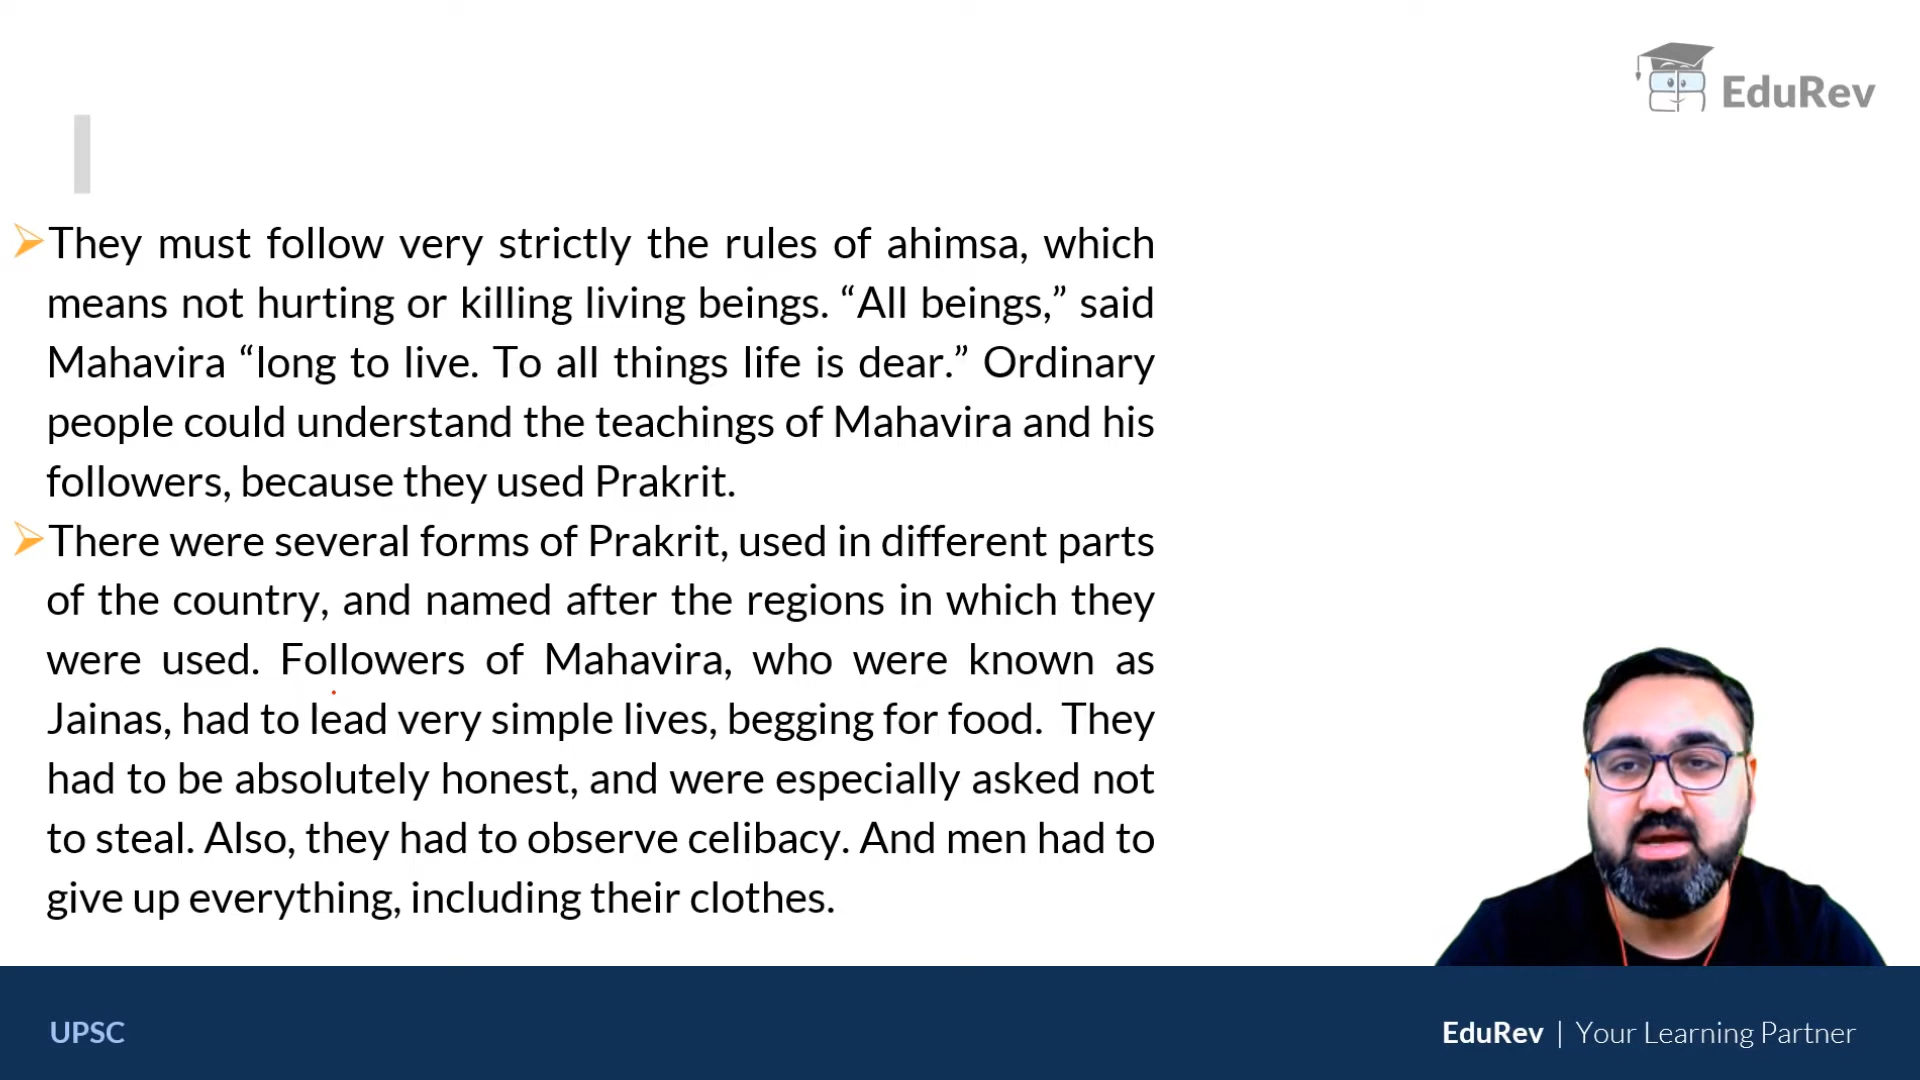 EduRev
They must follow very strictly the rules of ahimsa, which
means not hurting or killing living beings. “All beings,” said
Mahavira “long to live. To all things life is dear.” Ordinary
people could understand the teachings of Mahavira and his
followers, because they used Prakrit.
There were several forms of Prakrit, used in different parts
of the country, and named after the regions in which they
were used. Followers of Mahavira, who were known as
Jainas, had to lead very simple lives, begging for food. They
had to be absolutely honest, and were especially asked not
to steal. Also, they had to observe celibacy. And men had to
give up everything, including their clothes.
UPSC
EduRev | Your Learning Partner